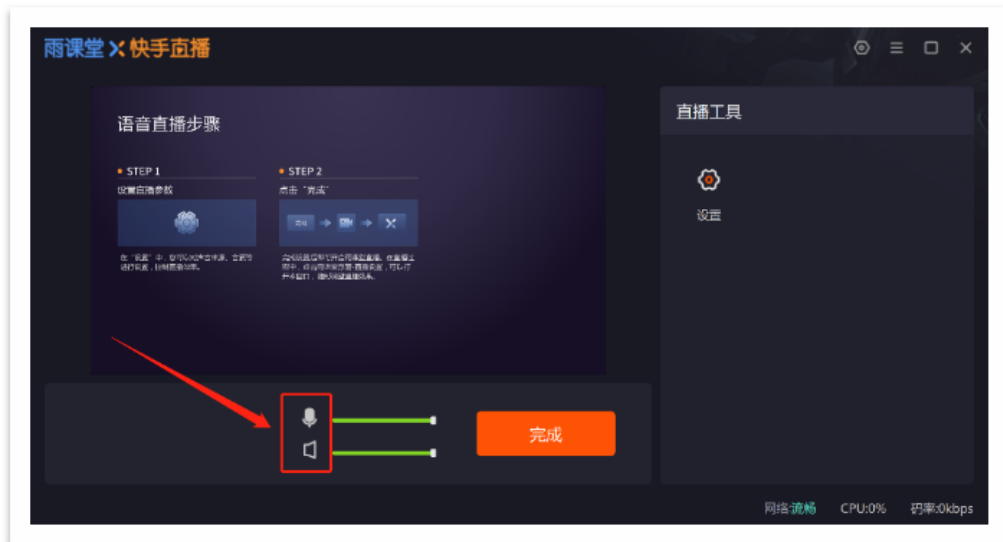 雨课堂 X 快手直播
直播工具
语音直播步骤
• STEP 1
• STEP 2
设置直播参数
点击“完成”
设置
完成
网络:流畅 CPU:0% 码率:0kbps